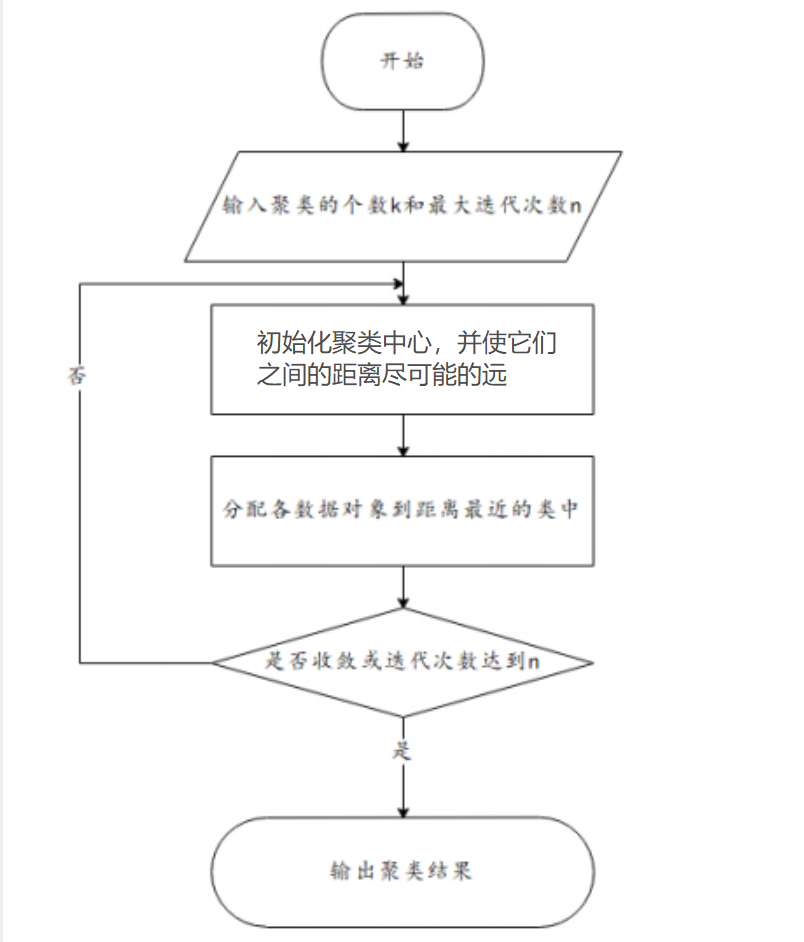 开始
输入聚类的个数k和最大迭代次数n
初始化聚类中心，并使它们
之间的距离尽可能的远
否
分配各数据对象到距离最近的类中
是否收敛或迭代次数达到n
是
输出聚类结果